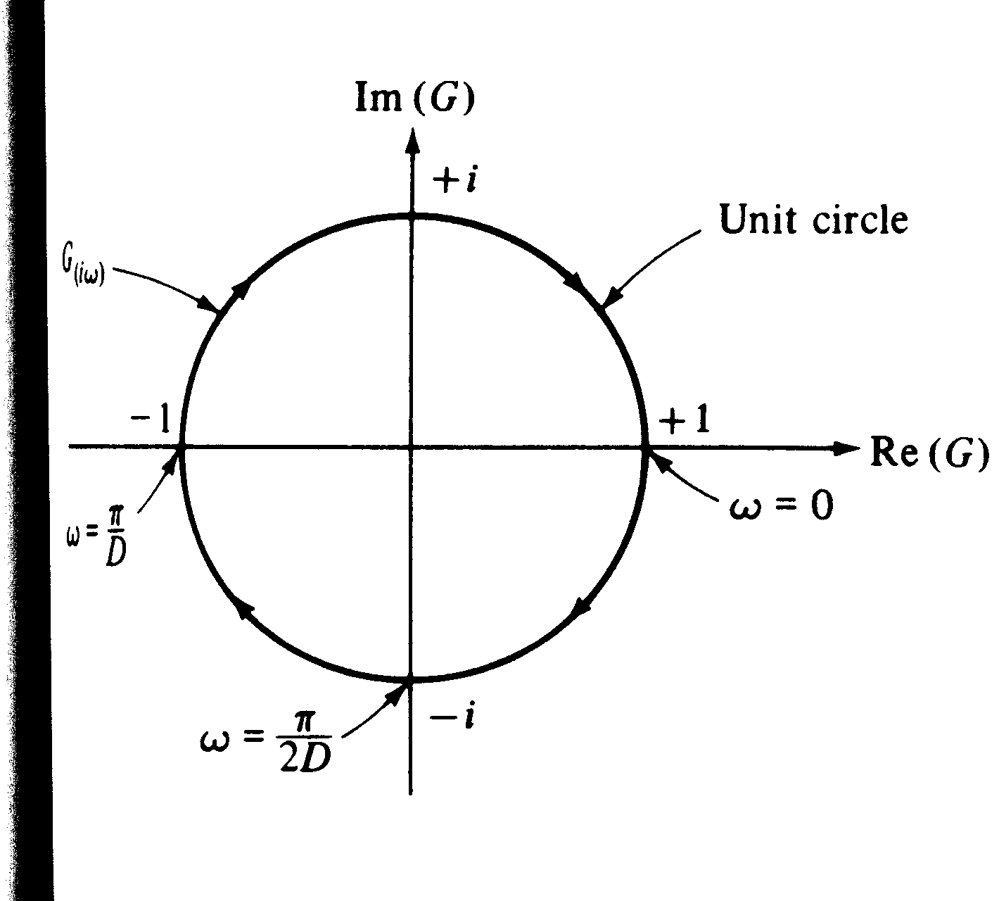 Im (G)
+i
Unit circle
G(iω)
-1
+1
Re (G)
ω = 0
ω = π/D
-i
ω = π/2D